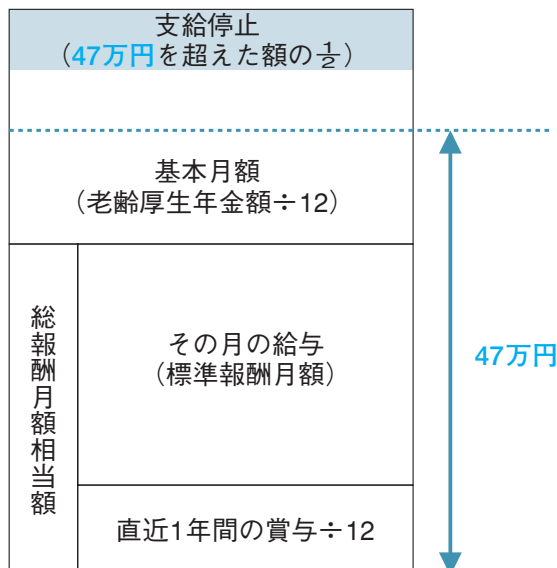 支給停止
（47万円を超えた額の1/2）
基本月額
（老齢厚生年金額÷12）
総報酬月額相当額
その月の給与
（標準報酬月額）
47万円
直近1年間の賞与÷12